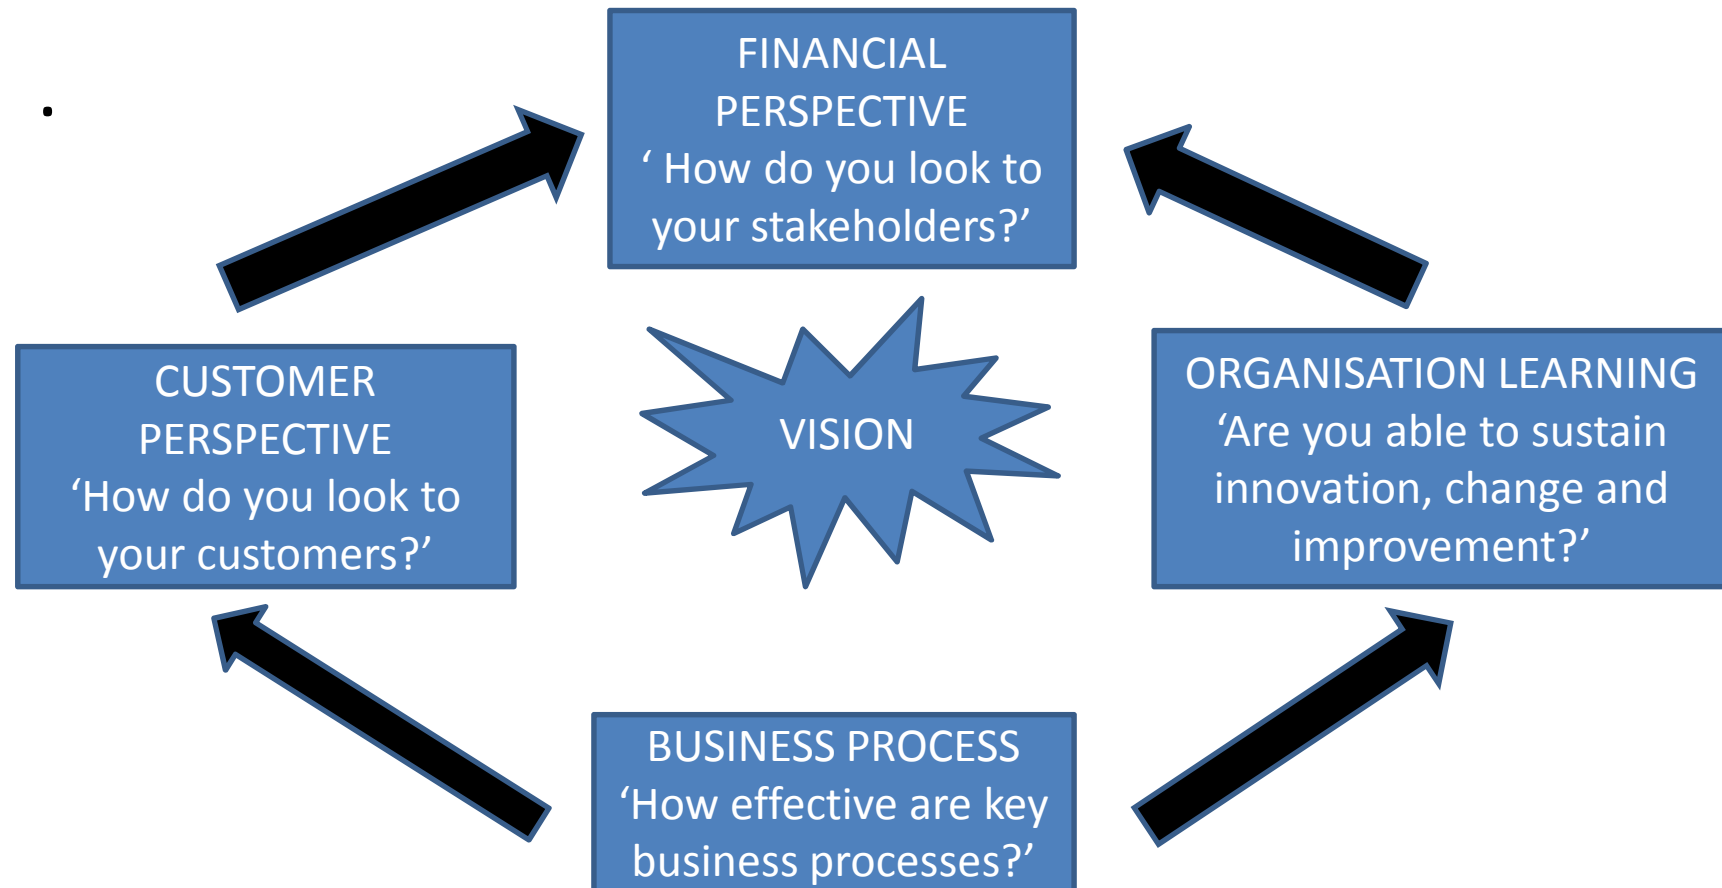 .
FINANCIAL
PERSPECTIVE
‘ How do you look to
your stakeholders?’
CUSTOMER
PERSPECTIVE
‘How do you look to
your customers?’
VISION
ORGANISATION LEARNING
‘Are you able to sustain
innovation, change and
improvement?’
BUSINESS PROCESS
‘How effective are key
business processes?’